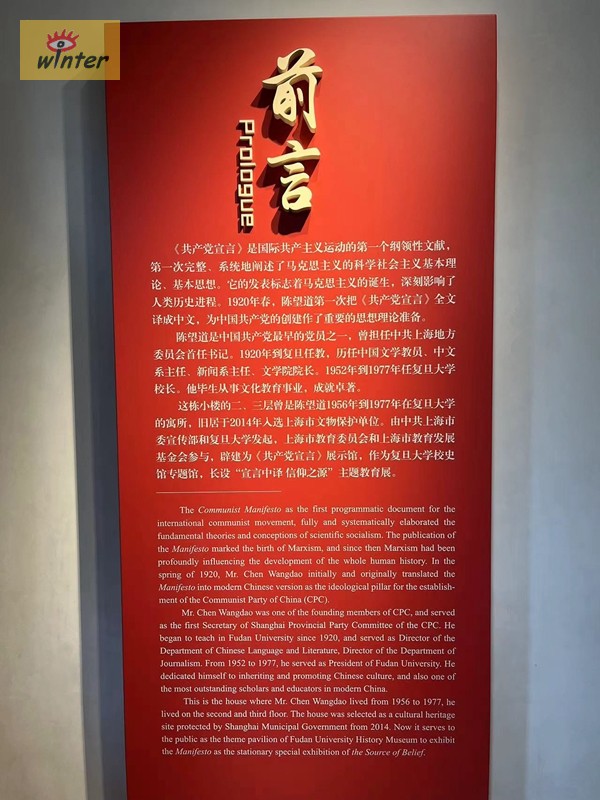 winter
前言
Prologue
《共产党宣言》是国际共产主义运动的第一个纲领性文献，
第一次完整、系统地阐述了马克思主义的科学社会主义基本理
论、基本思想。它的发表标志着马克思主义的诞生，深刻影响了
人类历史进程。1920年春，陈望道第一次把《共产党宣言》全文
译成中文，为中国共产党的创建作了重要的思想理论准备。
陈望道是中国共产党最早的党员之一，曾担任中共上海地方
委员会首任书记。1920年到复旦任教，历任中国文学教员、中文
系主任、新闻系主任、文学院院长。1952年到1977年任复旦大学
校长。他毕生从事文化教育事业，成就卓著。
这栋小楼的二、三层曾是陈望道1956年到1977年在复旦大学
的寓所，旧居于2014年入选上海市文物保护单位。由中共上海市
委宣传部和复旦大学发起，上海市教育委员会和上海市教育发展
基金会参与，辟建为《共产党宣言》展示馆，作为复旦大学校史
馆专题馆，长设“宣言中译 信仰之源”主题教育展。
The Communist Manifesto as the first programmatic document for the
international communist movement, fully and systematically elaborated the
fundamental theories and conceptions of scientific socialism. The publication of
the Manifesto marked the birth of Marxism, and since then Marxism had been
profoundly influencing the development of the whole human history. In the
spring of 1920, Mr. Chen Wangdao initially and originally translated the
Manifesto into modern Chinese version as the ideological pillar for the establish-
ment of the Communist Party of China (CPC).
Mr. Chen Wangdao was one of the founding members of CPC, and served
as the first Secretary of Shanghai Provincial Party Committee of the CPC. He
began to teach in Fudan University since 1920, and served as Director of the
Department of Chinese Language and Literature, Director of the Department of
Journalism. From 1952 to 1977, he served as President of Fudan University. He
dedicated himself to inheriting and promoting Chinese culture, and also one of
the most outstanding scholars and educators in modern China.
This is the house where Mr. Chen Wangdao lived from 1956 to 1977, he
lived on the second and third floor. The house was selected as a cultural heritage
site protected by Shanghai Municipal Government from 2014. Now it serves to
the public as the theme pavilion of Fudan University History Museum to exhibit
the Manifesto as the stationary special exhibition of the Source of Belief.